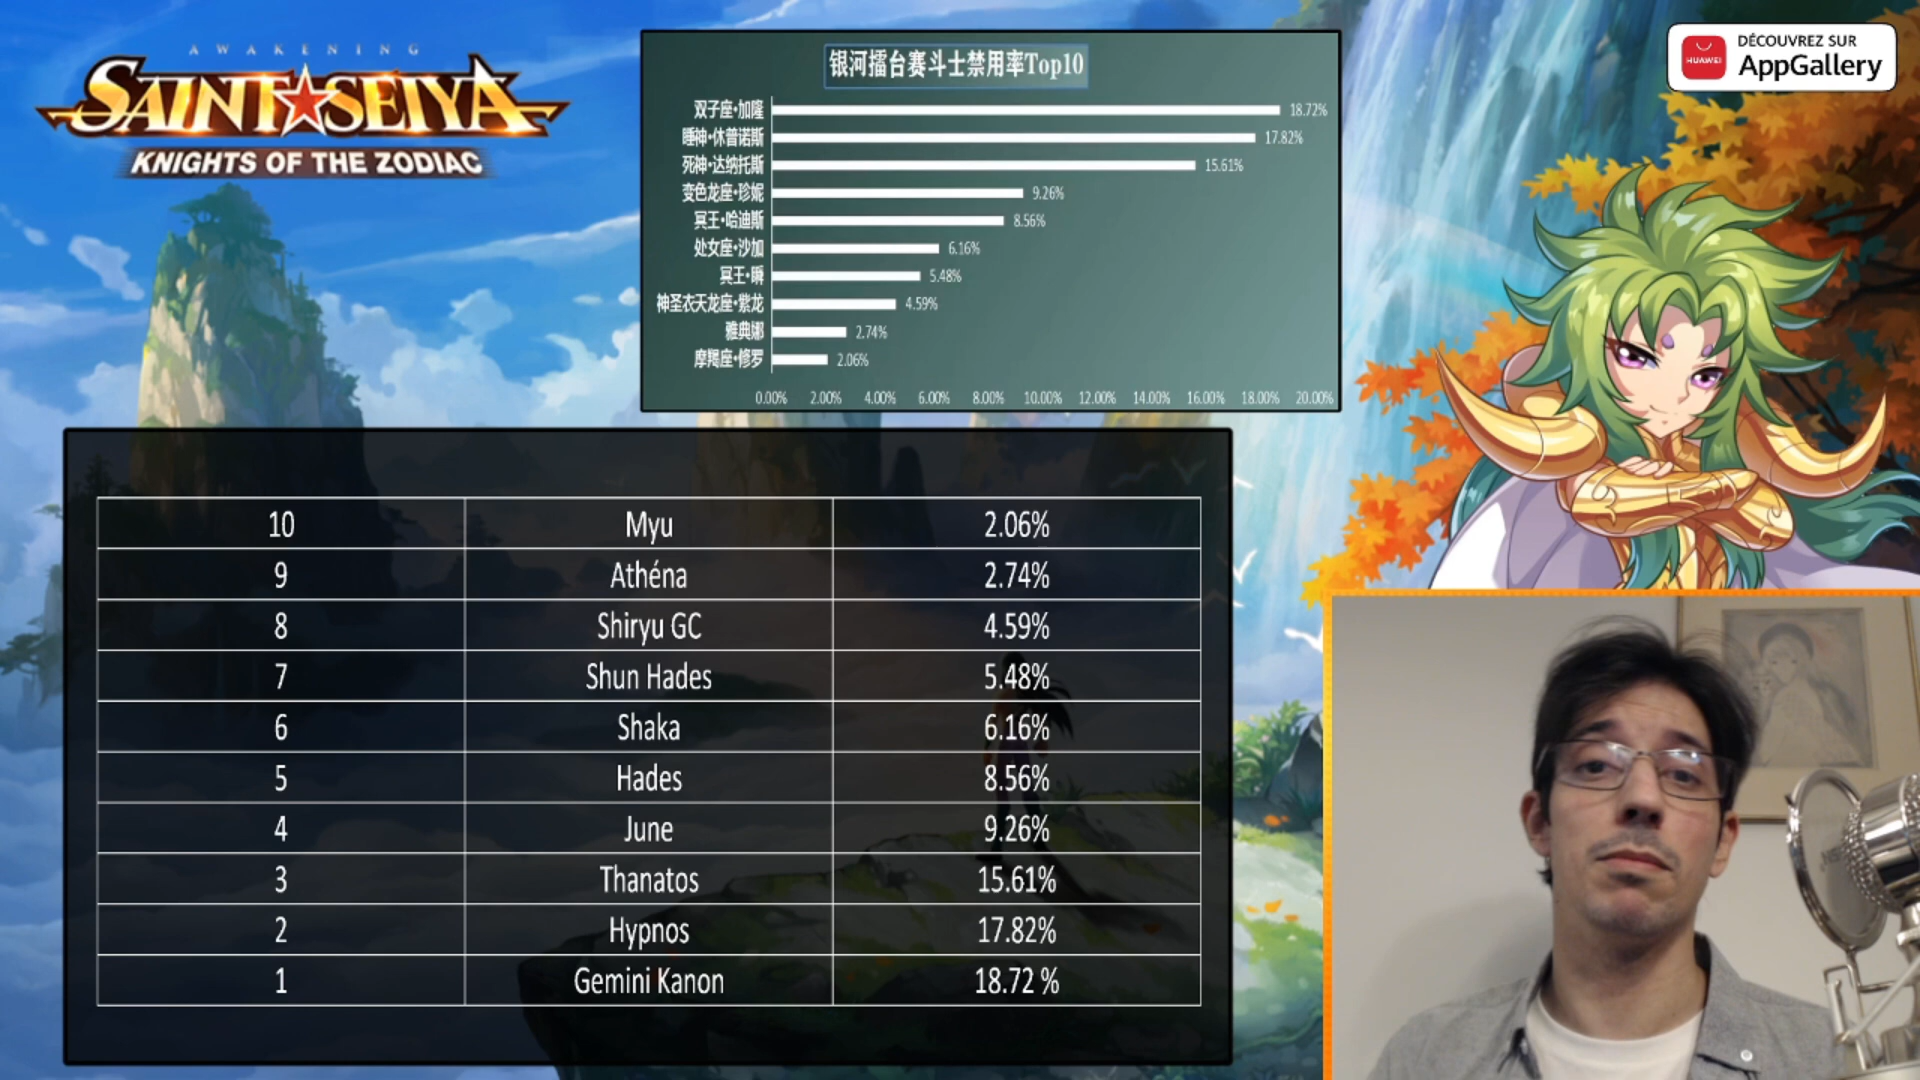 AWAKENING
SAINT SEIYA
KNIGHTS OF THE ZODIAC
银河擂台赛斗士禁用率Top10
双子座·加隆 18.72%
睡神·休普诺斯 17.82%
死神·达纳托斯 15.61%
变色龙座·珍妮 9.26%
冥王·哈迪斯 8.56%
处女座·沙加 6.16%
冥王·瞬 5.48%
神圣衣天龙座·紫龙 4.59%
雅典娜 2.74%
摩羯座·修罗 2.06%
0.00% 2.00% 4.00% 6.00% 8.00% 10.00% 12.00% 14.00% 16.00% 18.00% 20.00%
HUAWEI
DÉCOUVREZ SUR
AppGallery
10 Myu 2.06%
9 Athéna 2.74%
8 Shiryu GC 4.59%
7 Shun Hades 5.48%
6 Shaka 6.16%
5 Hades 8.56%
4 June 9.26%
3 Thanatos 15.61%
2 Hypnos 17.82%
1 Gemini Kanon 18.72 %